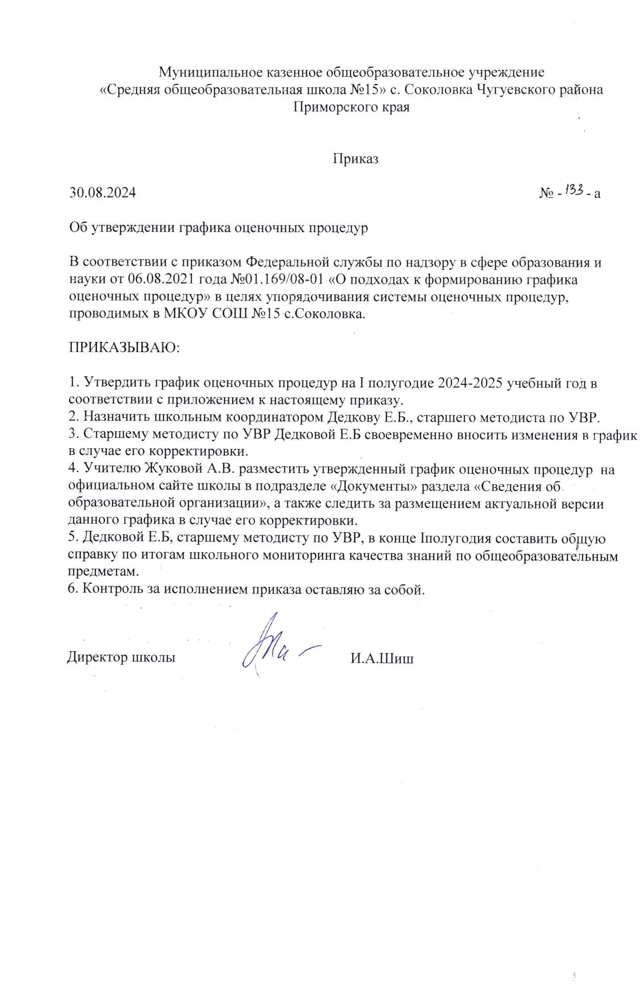 Муниципальное казенное общеобразовательное учреждение
«Средняя общеобразовательная школа №15» с. Соколовка Чугуевского района
Приморского края
Приказ
30.08.2024 № - 133 - а
Об утверждении графика оценочных процедур
В соответствии с приказом Федеральной службы по надзору в сфере образования и
науки от 06.08.2021 года №01.169/08-01 «О подходах к формированию графика
оценочных процедур» в целях упорядочивания системы оценочных процедур,
проводимых в МКОУ СОШ №15 с.Соколовка.
ПРИКАЗЫВАЮ:
1. Утвердить график оценочных процедур на I полугодие 2024-2025 учебный год в
соответствии с приложением к настоящему приказу.
2. Назначить школьным координатором Дедкову Е.Б., старшего методиста по УВР.
3. Старшему методисту по УВР Дедковой Е.Б своевременно вносить изменения в график
в случае его корректировки.
4. Учителю Жуковой А.В. разместить утвержденный график оценочных процедур  на
официальном сайте школы в подразделе «Документы» раздела «Сведения об
образовательной организации», а также следить за размещением актуальной версии
данного графика в случае его корректировки.
5. Дедковой Е.Б, старшему методисту по УВР, в конце Iполугодия составить общую
справку по итогам школьного мониторинга качества знаний по общеобразовательным
предметам.
6. Контроль за исполнением приказа оставляю за собой.
Директор школы И.А.Шиш